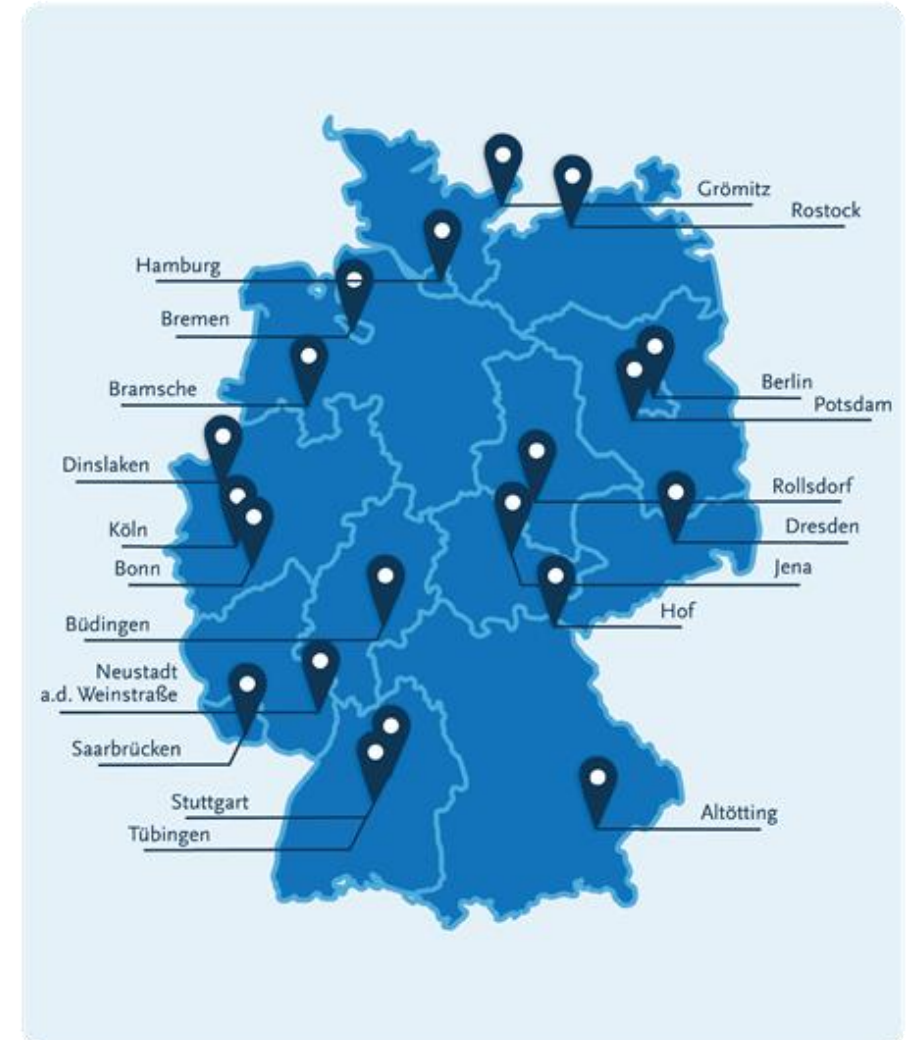 Grömitz
Rostock
Hamburg
Bremen
Bramsche
Berlin
Potsdam
Dinslaken
Rollsdorf
Köln
Dresden
Bonn
Jena
Hof
Büdingen
Neustadt
a.d. Weinstraße
Saarbrücken
Stuttgart
Altötting
Tübingen